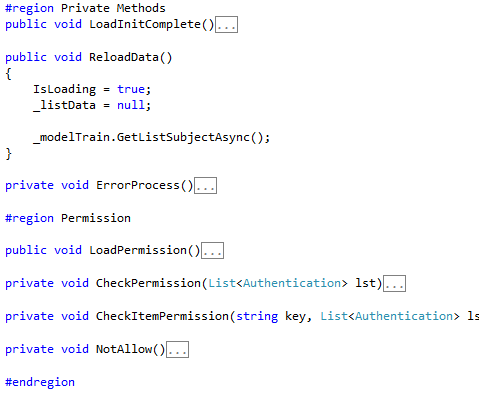 #region Private Methods
public void LoadInitComplete()...
public void ReloadData()
{
IsLoading = true;
_listData = null;
_modelTrain.GetListSubjectAsync();
}
private void ErrorProcess()...
#region Permission
public void LoadPermission()...
private void CheckPermission(List<Authentication> lst)...
private void CheckItemPermission(string key, List<Authentication> ls
private void NotAllow()...
#endregion